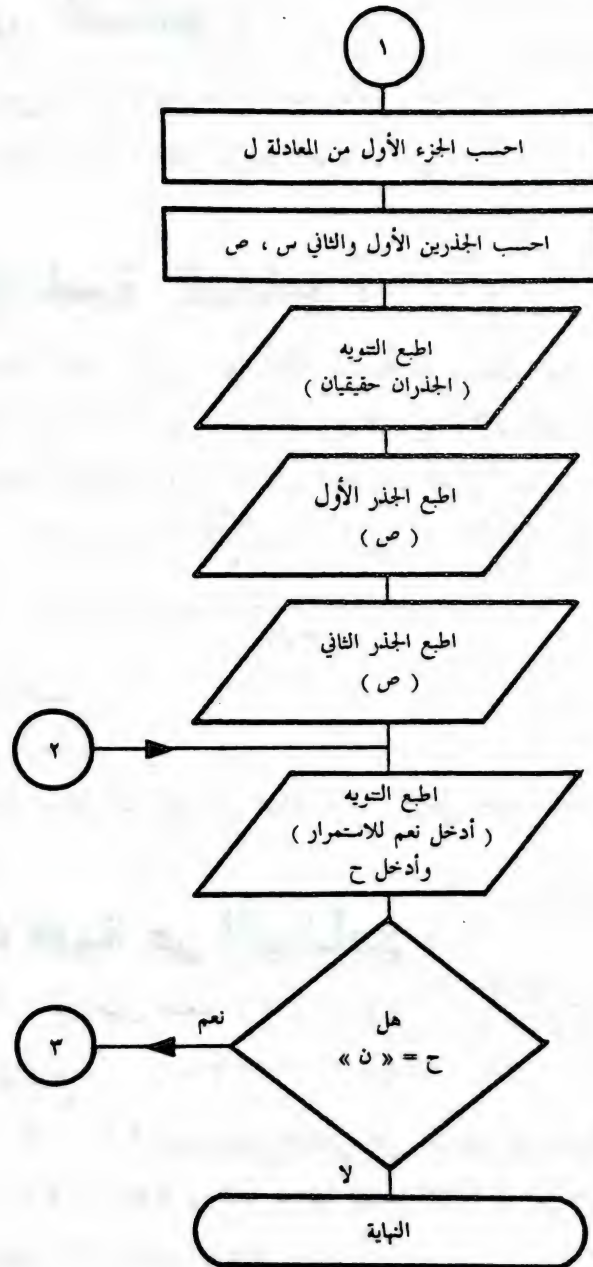 ١
احسب الجزء الأول من المعادلة ل
احسب الجذرين الأول والثاني س ، ص
اطبع التنويه
( الجذران حقيقيان )
اطبع الجذر الأول
( ص )
اطبع الجذر الثاني
( ص )
٢
اطبع التنويه
( أدخل نعم للاستمرار )
وأدخل ح
هل
ح = « ن »
نعم
٣
لا
النهاية